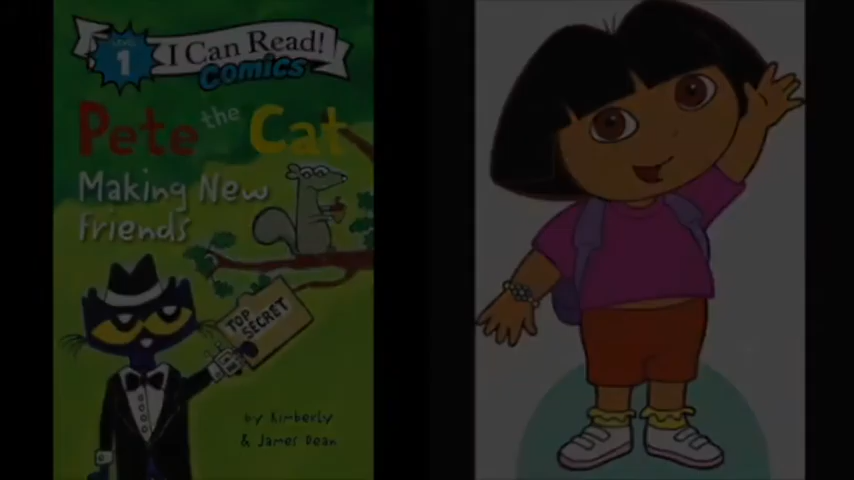 LEVEL
1
I Can Read!
Comics
Pete the Cat
Making New
Friends
TOP
SECRET
by Kimberly
& James Dean